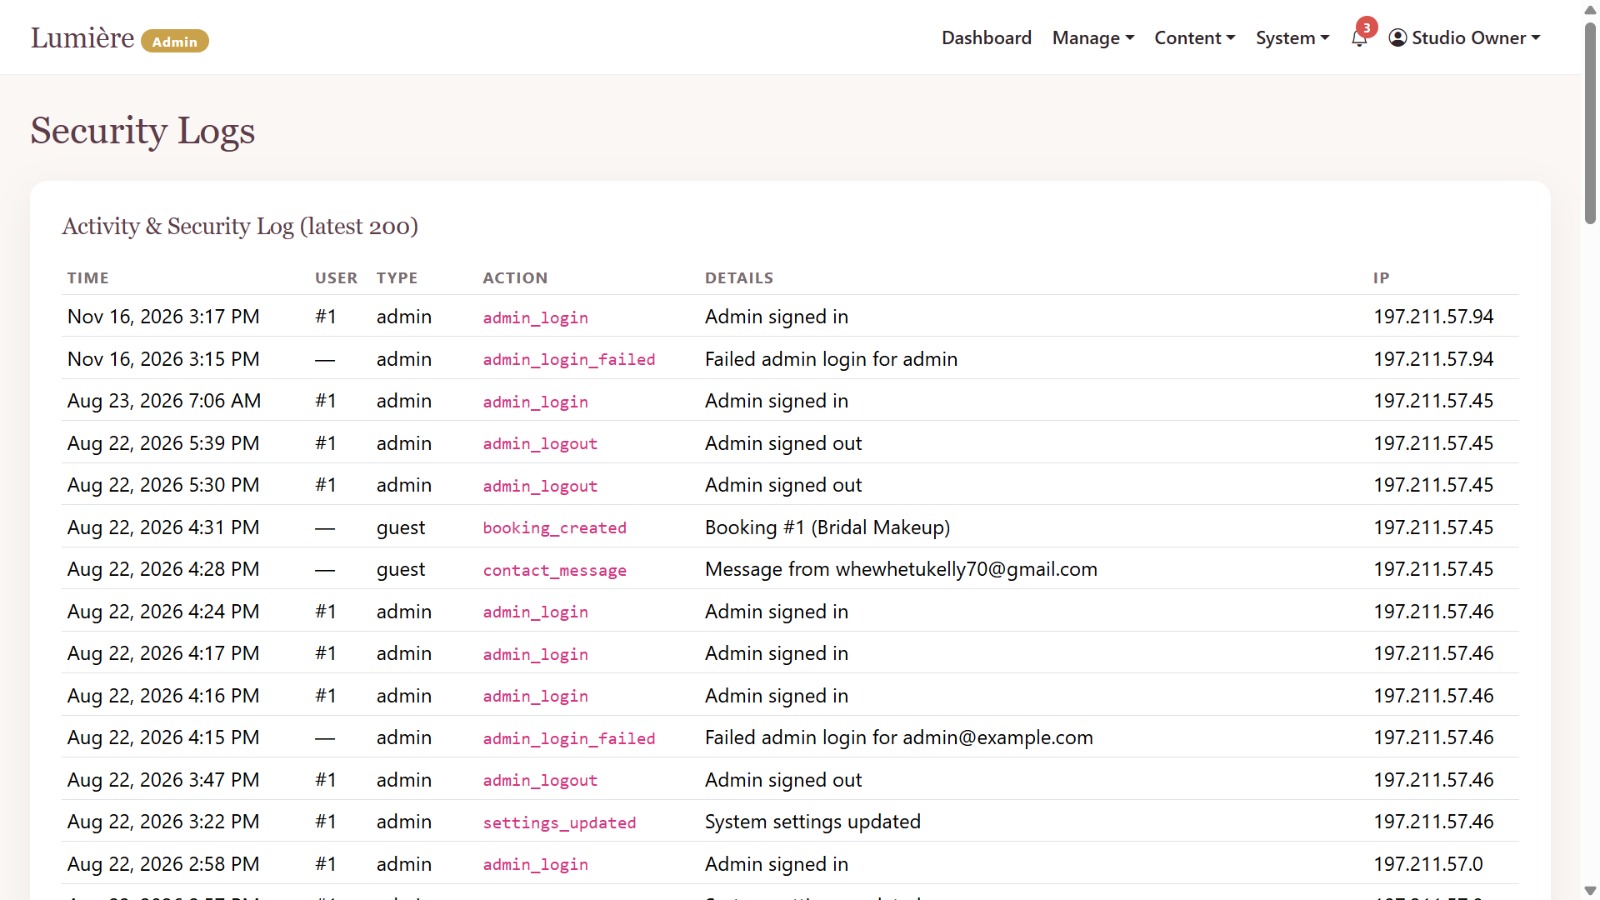 Lumière Admin
Dashboard Manage Content System 3 Studio Owner
Security Logs
Activity & Security Log (latest 200)
TIME USER TYPE ACTION DETAILS IP
Nov 16, 2026 3:17 PM #1 admin admin_login Admin signed in 197.211.57.94
Nov 16, 2026 3:15 PM — admin admin_login_failed Failed admin login for admin 197.211.57.94
Aug 23, 2026 7:06 AM #1 admin admin_login Admin signed in 197.211.57.45
Aug 22, 2026 5:39 PM #1 admin admin_logout Admin signed out 197.211.57.45
Aug 22, 2026 5:30 PM #1 admin admin_logout Admin signed out 197.211.57.45
Aug 22, 2026 4:31 PM — guest booking_created Booking #1 (Bridal Makeup) 197.211.57.45
Aug 22, 2026 4:28 PM — guest contact_message Message from whewhetukelly70@gmail.com 197.211.57.45
Aug 22, 2026 4:24 PM #1 admin admin_login Admin signed in 197.211.57.46
Aug 22, 2026 4:17 PM #1 admin admin_login Admin signed in 197.211.57.46
Aug 22, 2026 4:16 PM #1 admin admin_login Admin signed in 197.211.57.46
Aug 22, 2026 4:15 PM — admin admin_login_failed Failed admin login for admin@example.com 197.211.57.46
Aug 22, 2026 3:47 PM #1 admin admin_logout Admin signed out 197.211.57.46
Aug 22, 2026 3:22 PM #1 admin settings_updated System settings updated 197.211.57.46
Aug 22, 2026 2:58 PM #1 admin admin_login Admin signed in 197.211.57.0